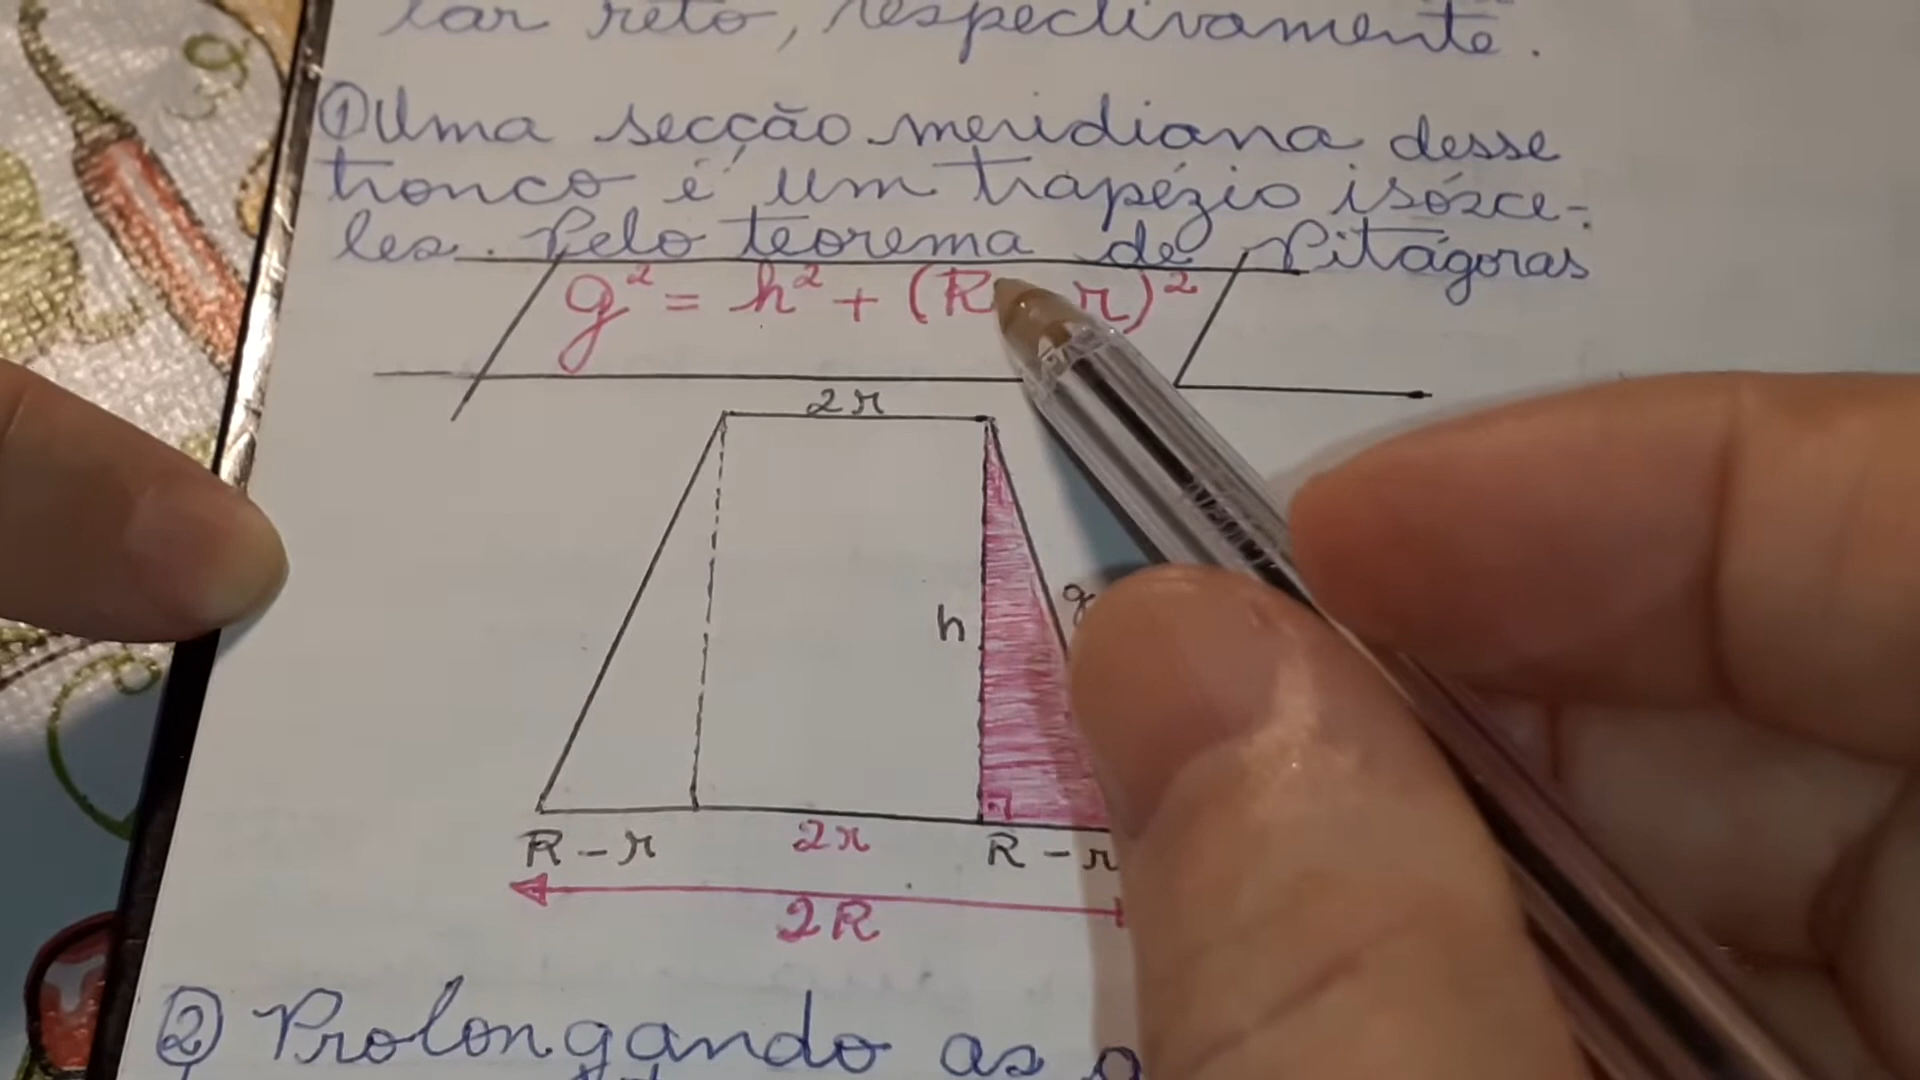 lar reto, respectivamente.
① Uma secção meridiana desse
tronco é um trapézio isósce-
les. Pelo teorema de Pitágoras
g² = h² + (R r)²
2r
h
g
R-r 2r R-r
2R
② Prolongando as